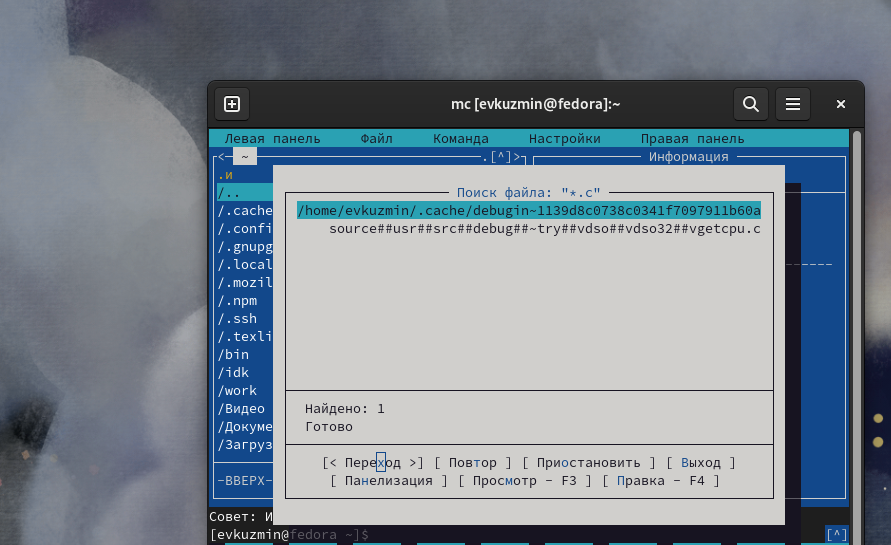 mc [evkuzmin@fedora]:~
Левая панель Файл Команда Настройки Правая панель
<- ~ .[^]> Информация
.и
/..
/.cache
/.confi
/.gnupg
/.local
/.mozil
/.npm
/.ssh
/.texli
/bin
/idk
/work
/Видео
/Докуме
/Загруз
-ВВЕРХ-
Поиск файла: "*.c"
/home/evkuzmin/.cache/debugin~1139d8c0738c0341f7097911b60a
source##usr##src##debug##~try##vdso##vdso32##vgetcpu.c
Найдено: 1
Готово
[< Переход >] [ Повтор ] [ Приостановить ] [ Выход ]
[ Панелизация ] [ Просмотр - F3 ] [ Правка - F4 ]
Совет: И
[evkuzmin@fedora ~]$ [^]